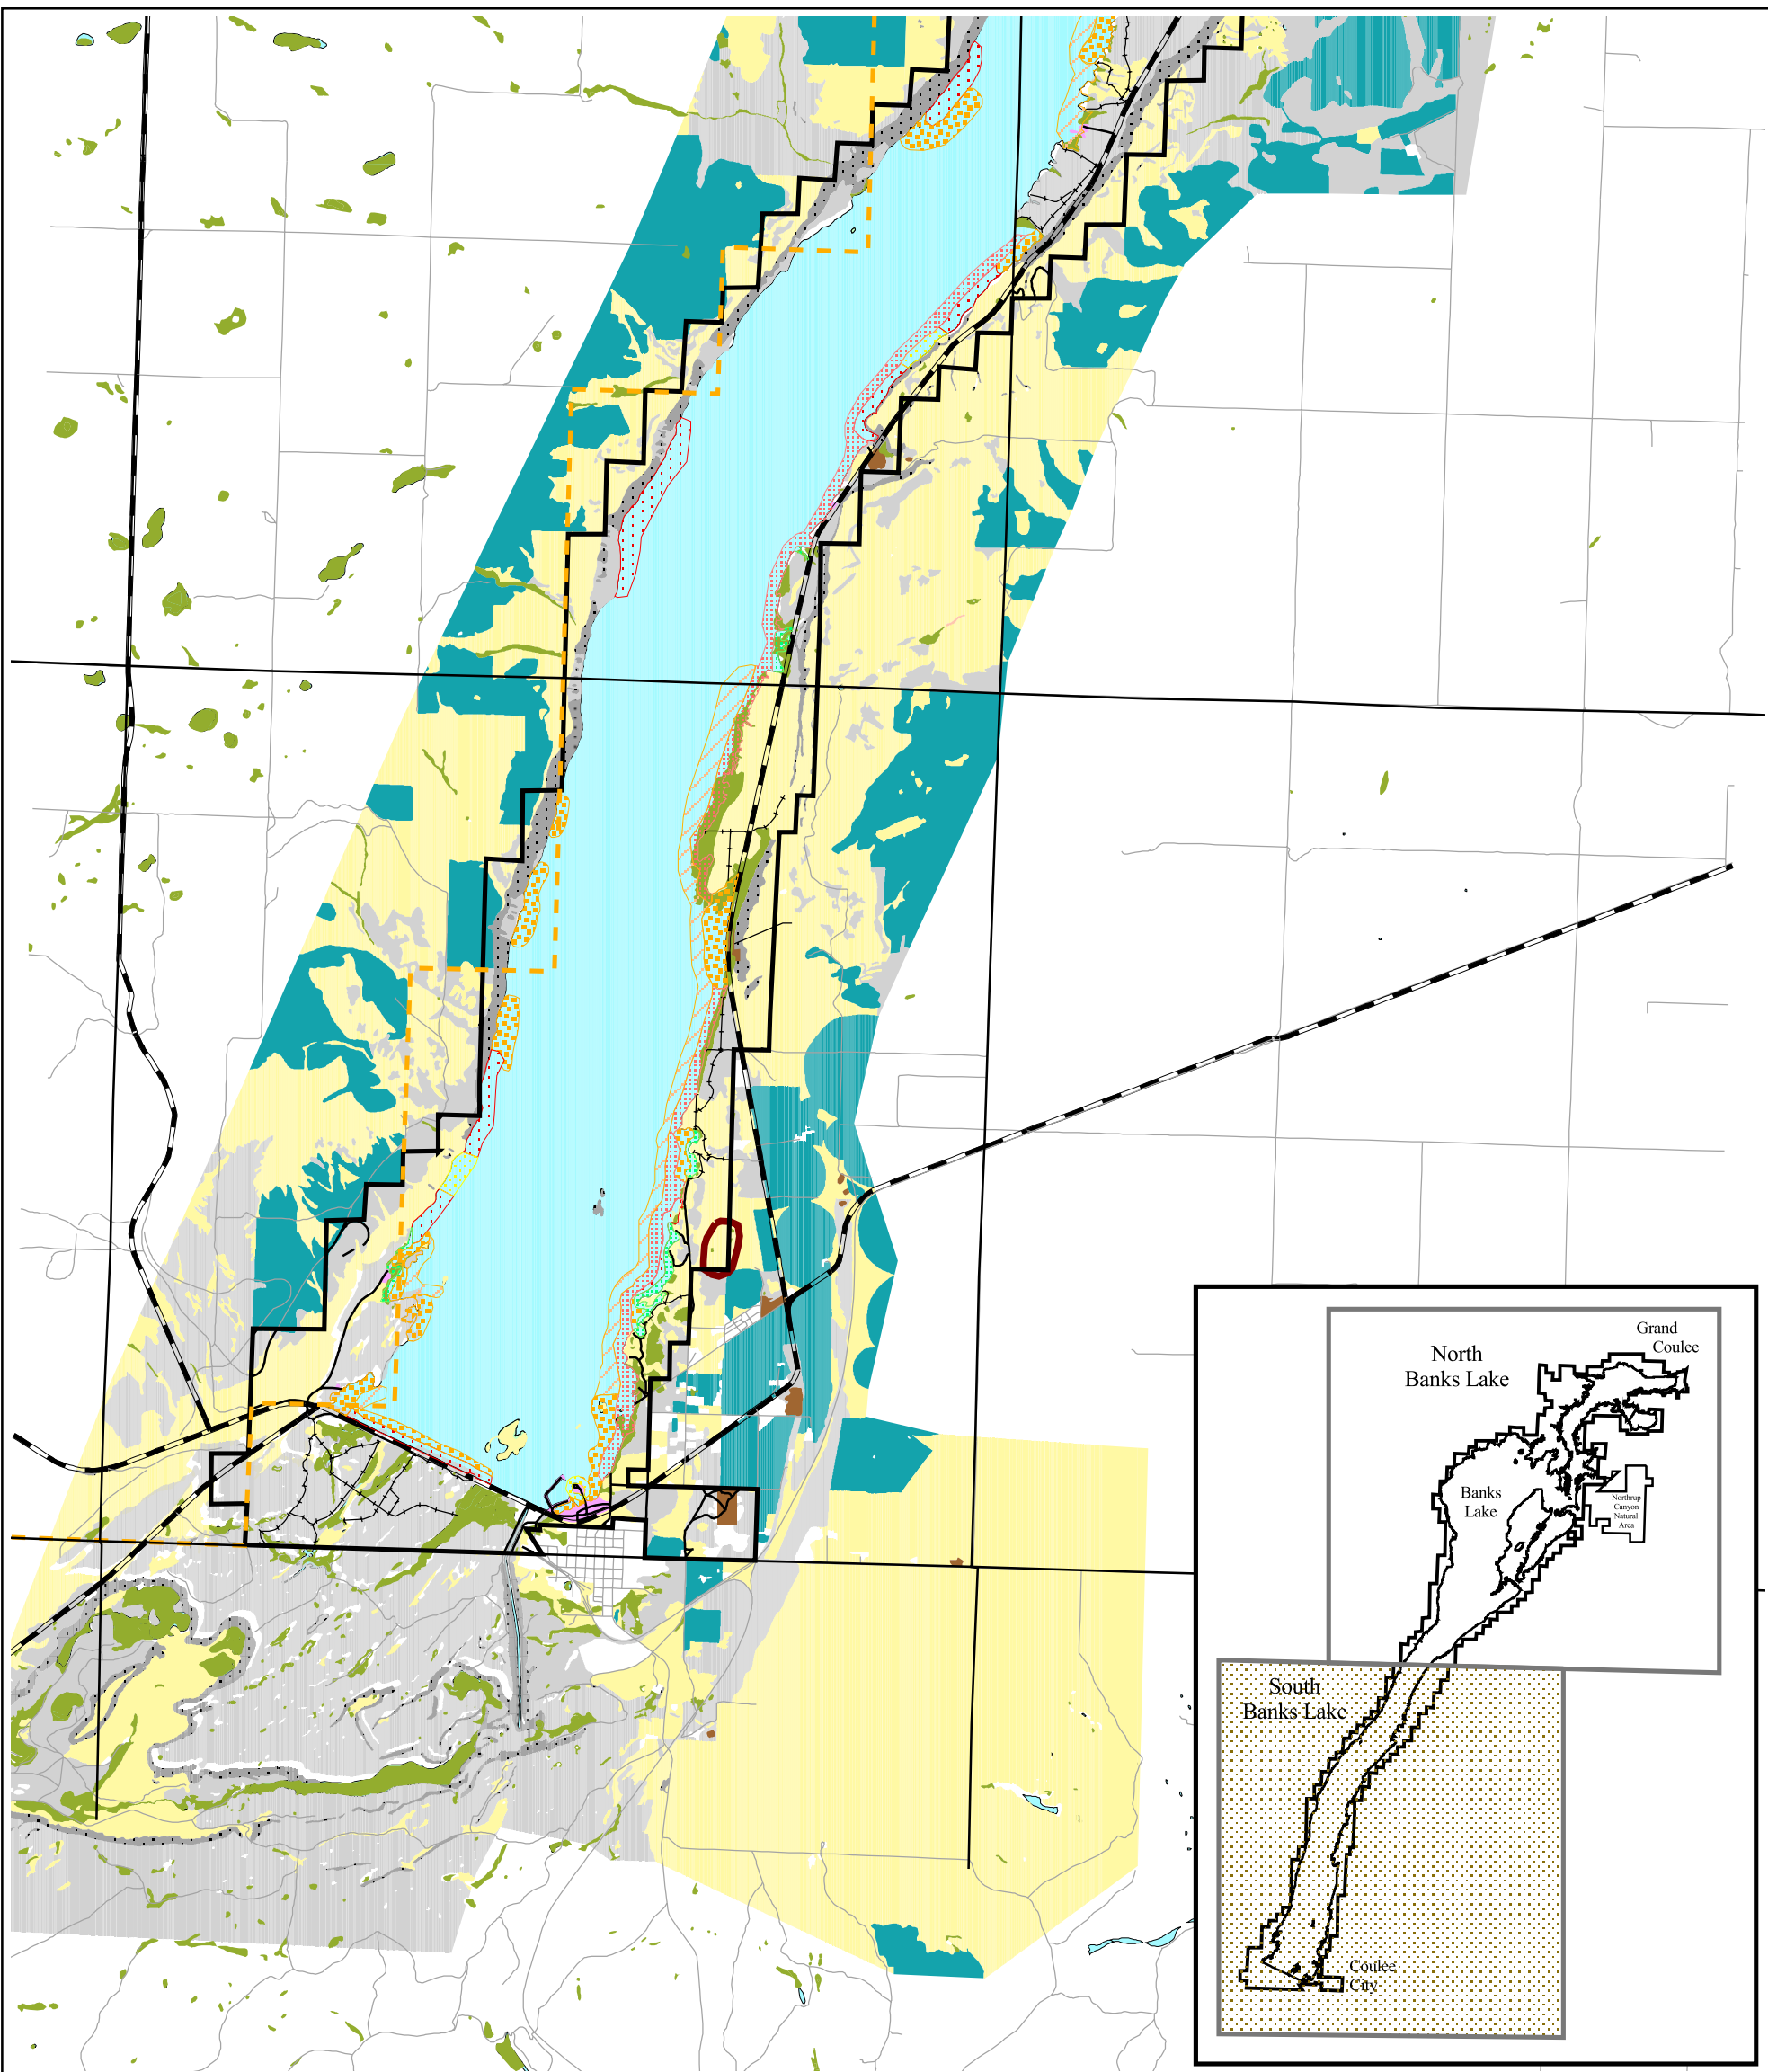 Grand
Coulee
North
Banks Lake
Banks
Lake
Northrup
Canyon
Natural
Area
South
Banks Lake
Coulee
City